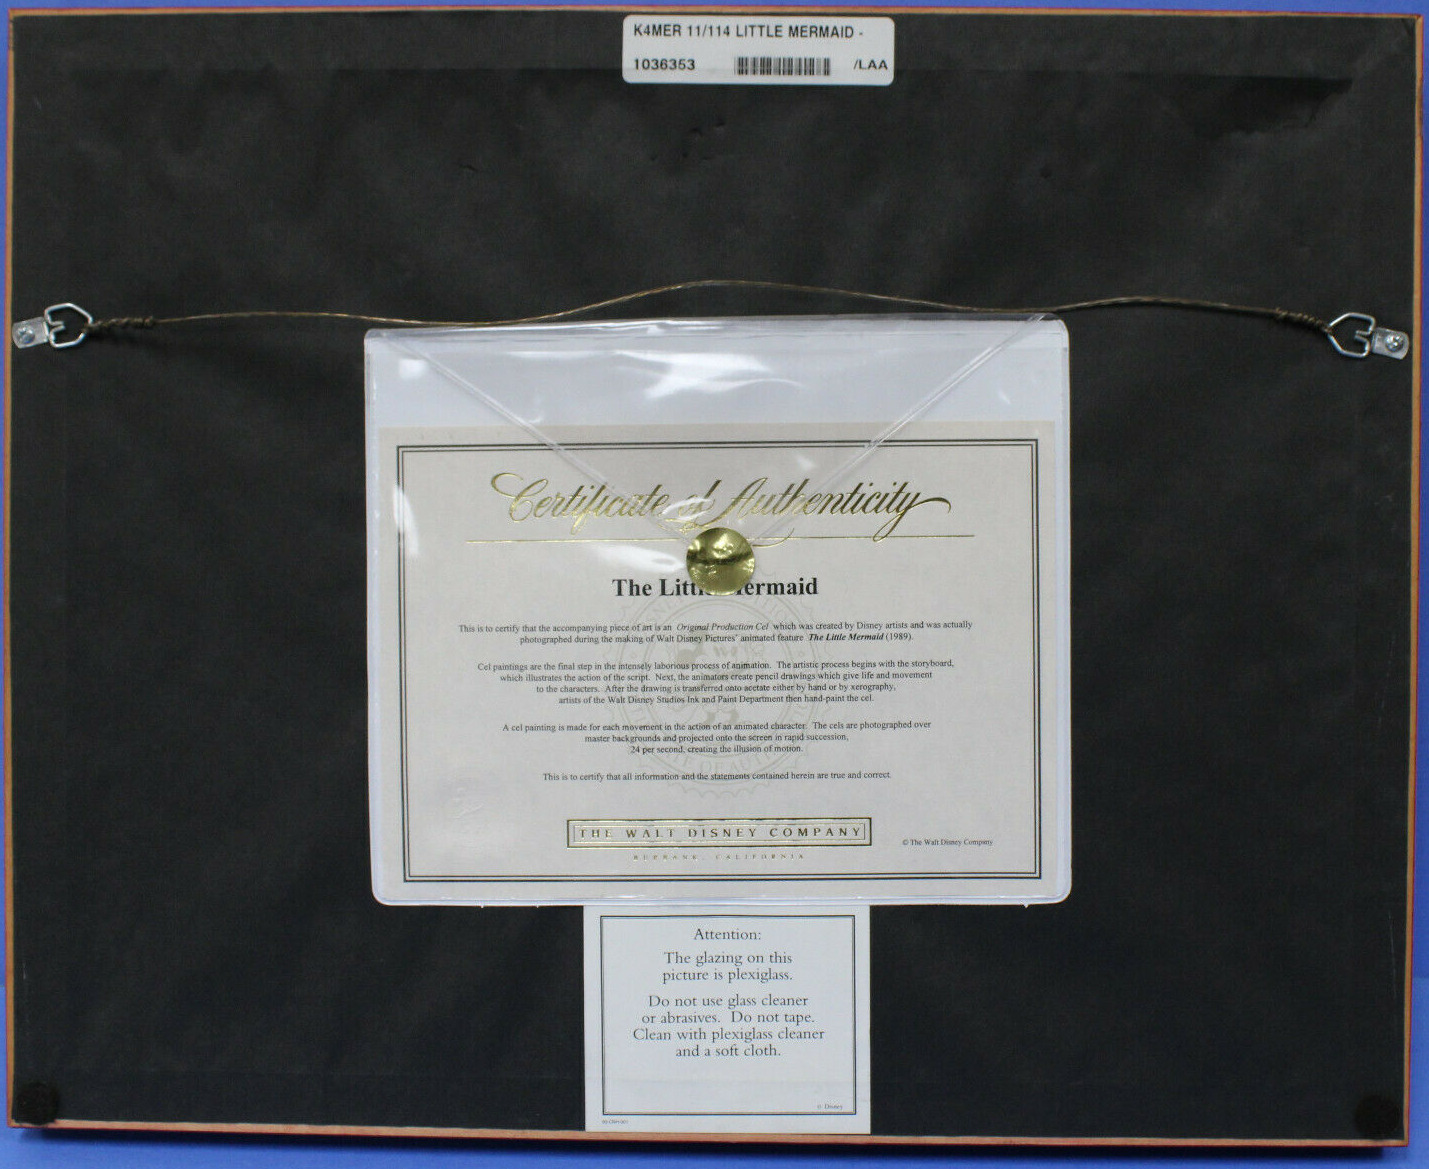 K4MER 11/114 LITTLE MERMAID -
1036353 /LAA
Certificate of Authenticity
The Little Mermaid
This is to certify that the accompanying piece of art is an Original Production Cel which was created by Disney artists and was actually
photographed during the making of Walt Disney Pictures' animated feature The Little Mermaid (1989).
Cel paintings are the final step in the intensely laborious process of animation. The artistic process begins with the storyboard,
which illustrates the action of the script. Next, the animators create pencil drawings which give life and movement
to the characters. After the drawing is transferred onto acetate either by hand or by xerography,
artists of the Walt Disney Studios Ink and Paint Department then hand-paint the cel.
A cel painting is made for each movement in the action of an animated character. The cels are photographed over
master backgrounds and projected onto the screen in rapid succession,
24 per second, creating the illusion of motion.
This is to certify that all information and the statements contained herein are true and correct.
THE WALT DISNEY COMPANY
BURBANK, CALIFORNIA
© The Walt Disney Company
Attention:
The glazing on this
picture is plexiglass.
Do not use glass cleaner
or abrasives. Do not tape.
Clean with plexiglass cleaner
and a soft cloth.
© Disney